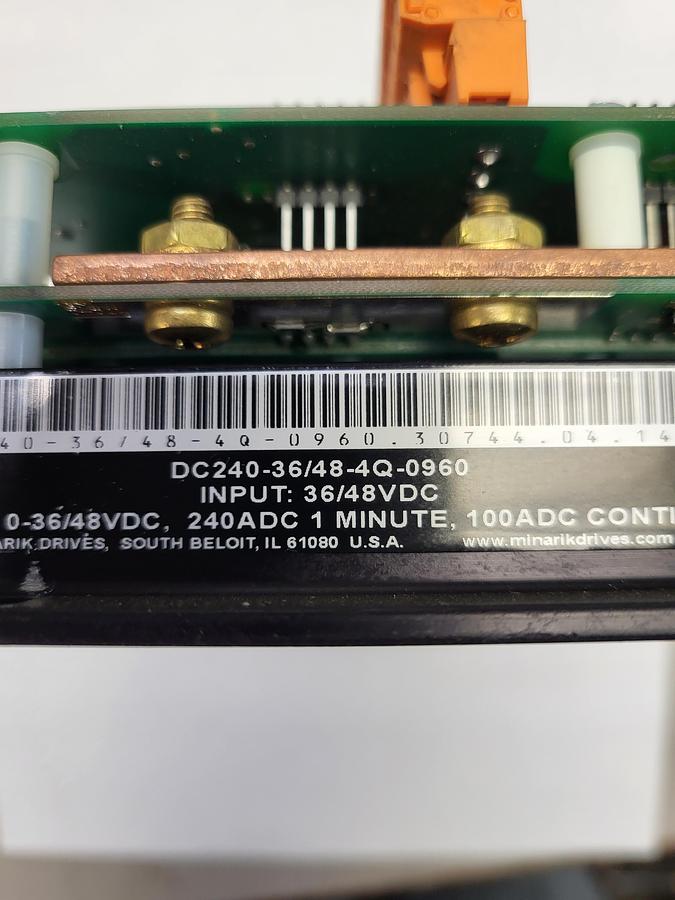 40-36/48-4Q-0960.30744.04.14
DC240-36/48-4Q-0960
INPUT: 36/48VDC
0-36/48VDC, 240ADC 1 MINUTE, 100ADC CONTI
ARIK DRIVES, SOUTH BELOIT, IL 61080 U.S.A. www.minarikdrives.com